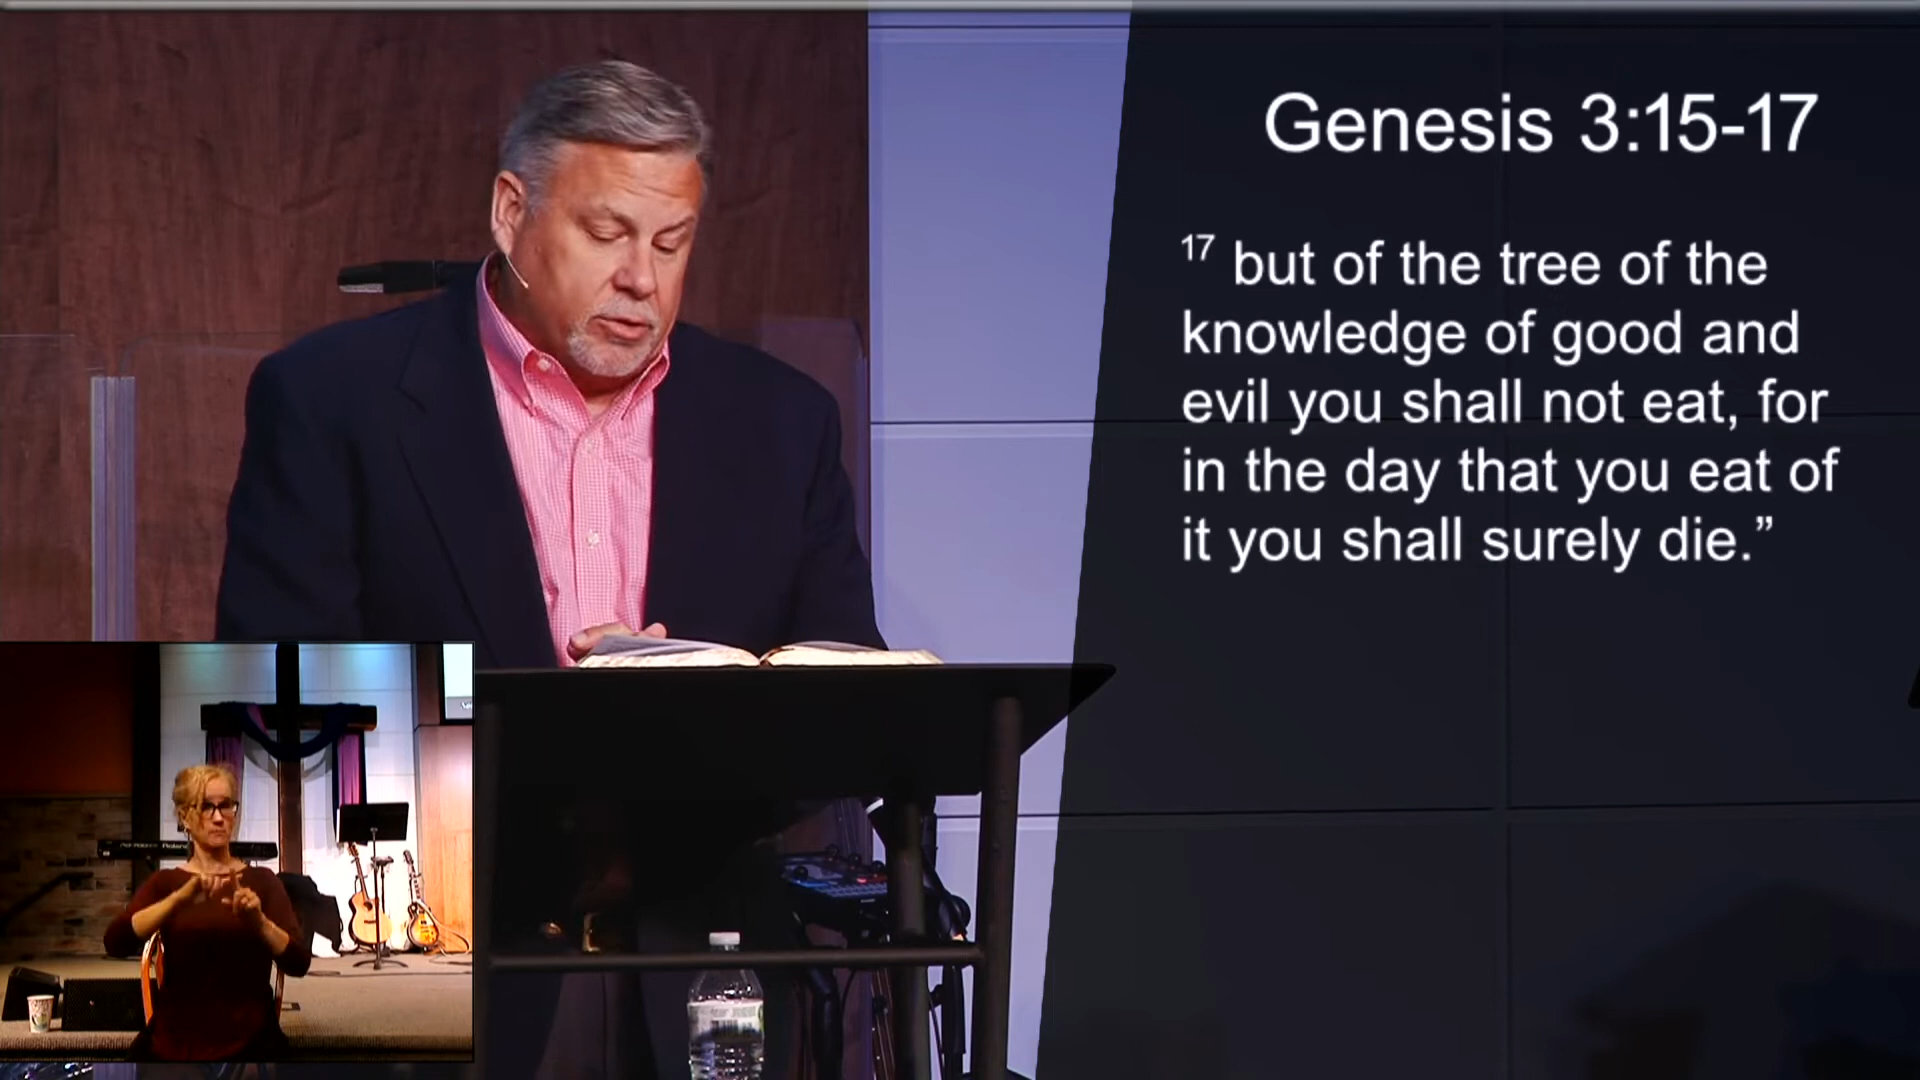 Genesis 3:15-17
17 but of the tree of the
knowledge of good and
evil you shall not eat, for
in the day that you eat of
it you shall surely die.”
Roland